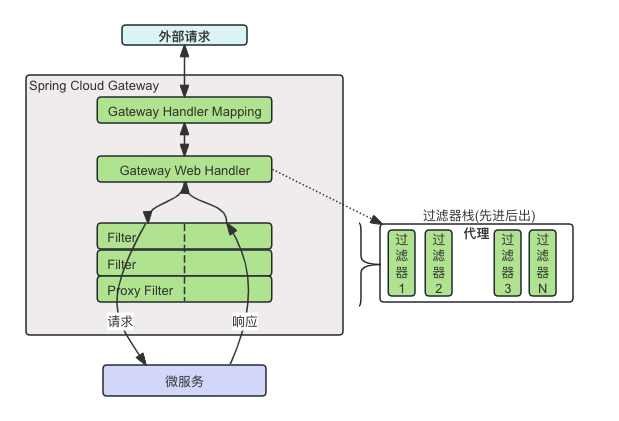 外部请求
Spring Cloud Gateway
Gateway Handler Mapping
Gateway Web Handler
Filter
Filter
Proxy Filter
请求
响应
微服务
过滤器栈(先进后出)
代理
过滤器1
过滤器2
过滤器3
过滤器N